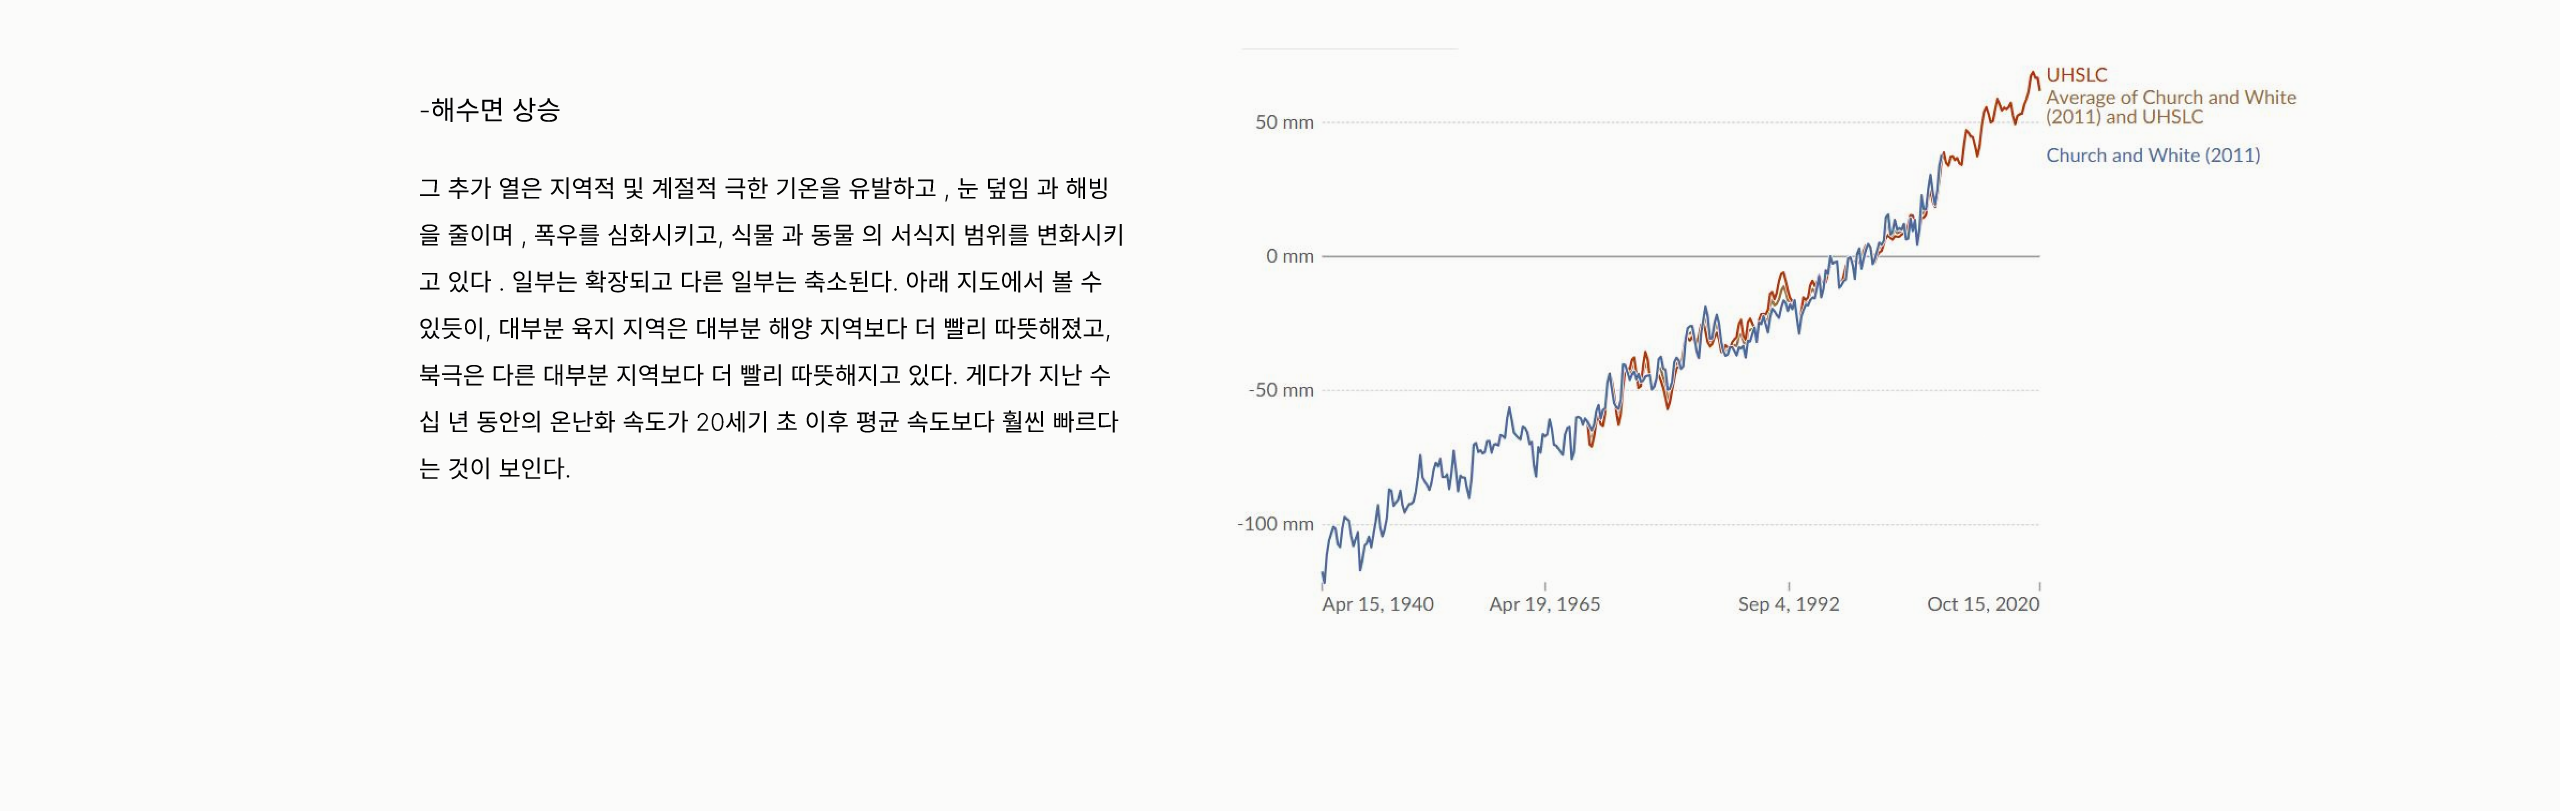 -해수면 상승
그 추가 열은 지역적 및 계절적 극한 기온을 유발하고 , 눈 덮임 과 해빙
을 줄이며 , 폭우를 심화시키고, 식물 과 동물 의 서식지 범위를 변화시키
고 있다 . 일부는 확장되고 다른 일부는 축소된다. 아래 지도에서 볼 수
있듯이, 대부분 육지 지역은 대부분 해양 지역보다 더 빨리 따뜻해졌고,
북극은 다른 대부분 지역보다 더 빨리 따뜻해지고 있다. 게다가 지난 수
십 년 동안의 온난화 속도가 20세기 초 이후 평균 속도보다 훨씬 빠르다
는 것이 보인다.
UHSLC
Average of Church and White
(2011) and UHSLC
Church and White (2011)
50 mm
0 mm
-50 mm
-100 mm
Apr 15, 1940
Apr 19, 1965
Sep 4, 1992
Oct 15, 2020